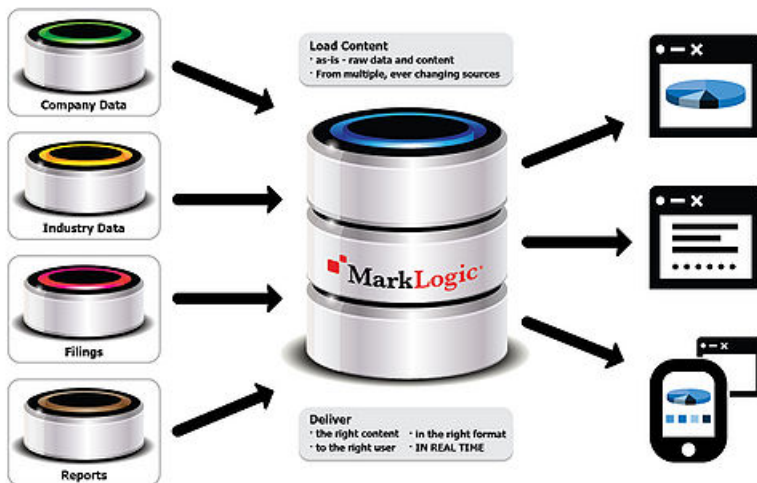 Company Data
Industry Data
Filings
Reports
Load Content
· as-is - raw data and content
· From multiple, ever changing sources
MarkLogic
Deliver
· the right content · in the right format
· to the right user · IN REAL TIME